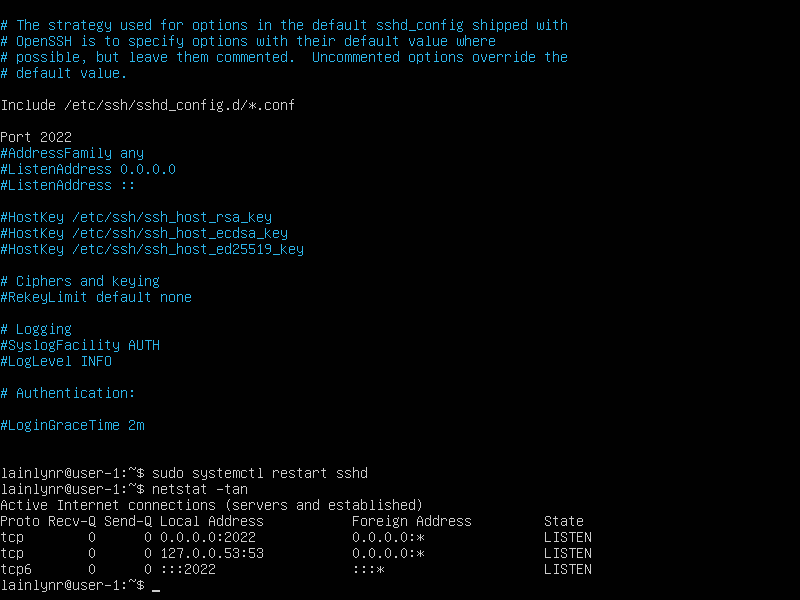 # The strategy used for options in the default sshd_config shipped with
# OpenSSH is to specify options with their default value where
# possible, but leave them commented.  Uncommented options override the
# default value.

Include /etc/ssh/sshd_config.d/*.conf

Port 2022
#AddressFamily any
#ListenAddress 0.0.0.0
#ListenAddress ::

#HostKey /etc/ssh/ssh_host_rsa_key
#HostKey /etc/ssh/ssh_host_ecdsa_key
#HostKey /etc/ssh/ssh_host_ed25519_key

# Ciphers and keying
#RekeyLimit default none

# Logging
#SyslogFacility AUTH
#LogLevel INFO

# Authentication:

#LoginGraceTime 2m

lainlynr@user-1:~$ sudo systemctl restart sshd
lainlynr@user-1:~$ netstat -tan
Active Internet connections (servers and established)
Proto Recv-Q Send-Q Local Address           Foreign Address         State
tcp        0      0 0.0.0.0:2022            0.0.0.0:*               LISTEN
tcp        0      0 127.0.0.53:53           0.0.0.0:*               LISTEN
tcp6       0      0 :::2022                 :::*                    LISTEN
lainlynr@user-1:~$ _